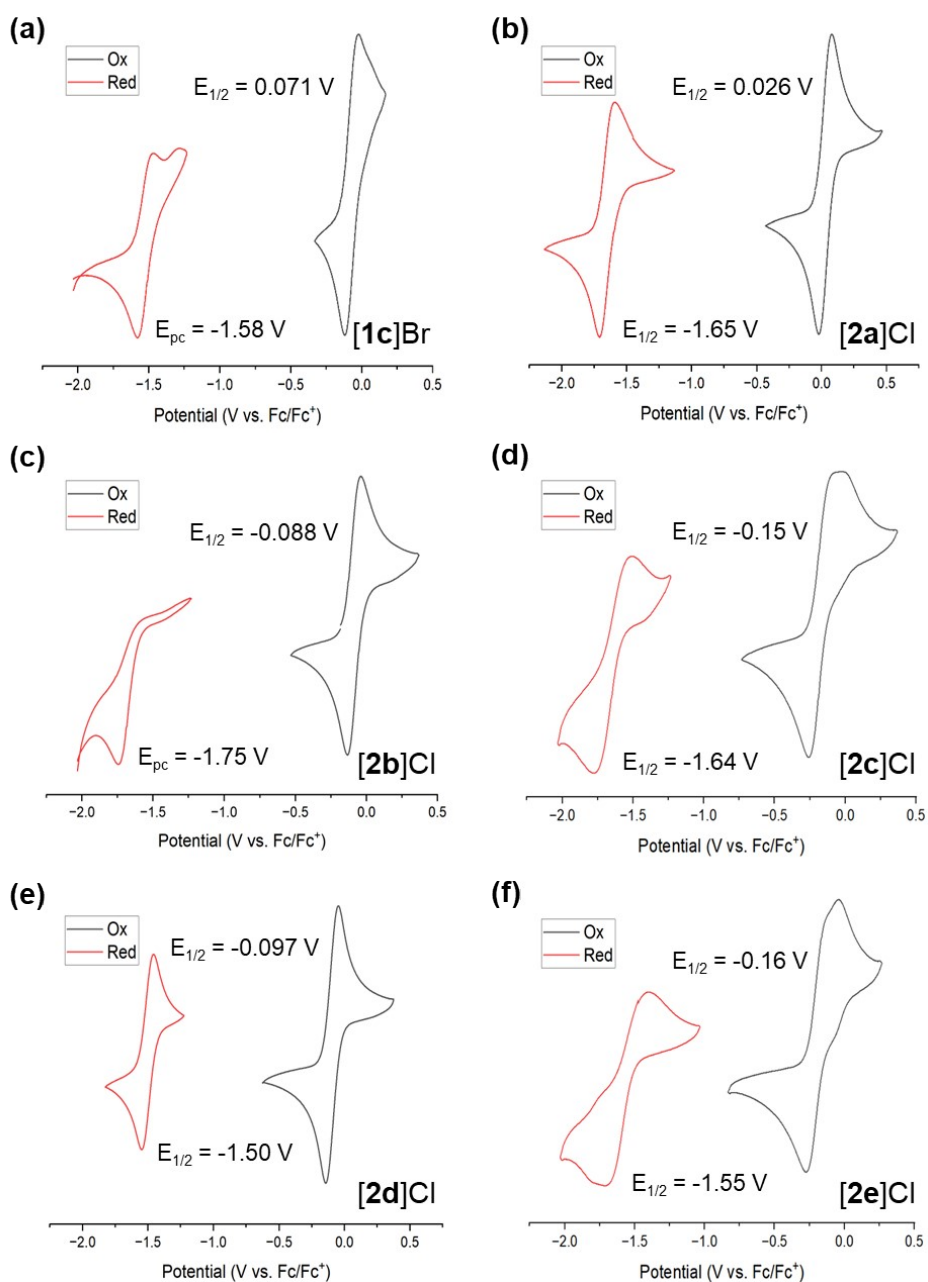 (a)
Ox
Red
E1/2 = 0.071 V
Epc = -1.58 V
[1c]Br
−2.0 −1.5 −1.0 −0.5 0.0 0.5
Potential (V vs. Fc/Fc+)
(b)
Ox
Red
E1/2 = 0.026 V
E1/2 = -1.65 V
[2a]Cl
−2.0 −1.5 −1.0 −0.5 0.0 0.5
Potential (V vs. Fc/Fc+)
(c)
Ox
Red
E1/2 = -0.088 V
Epc = -1.75 V
[2b]Cl
−2.0 −1.5 −1.0 −0.5 0.0 0.5
Potential (V vs. Fc/Fc+)
(d)
Ox
Red
E1/2 = -0.15 V
E1/2 = -1.64 V
[2c]Cl
−2.0 −1.5 −1.0 −0.5 0.0 0.5
Potential (V vs. Fc/Fc+)
(e)
Ox
Red
E1/2 = -0.097 V
E1/2 = -1.50 V
[2d]Cl
−2.0 −1.5 −1.0 −0.5 0.0 0.5
Potential (V vs. Fc/Fc+)
(f)
Ox
Red
E1/2 = -0.16 V
E1/2 = -1.55 V
[2e]Cl
−2.0 −1.5 −1.0 −0.5 0.0 0.5
Potential (V vs. Fc/Fc+)